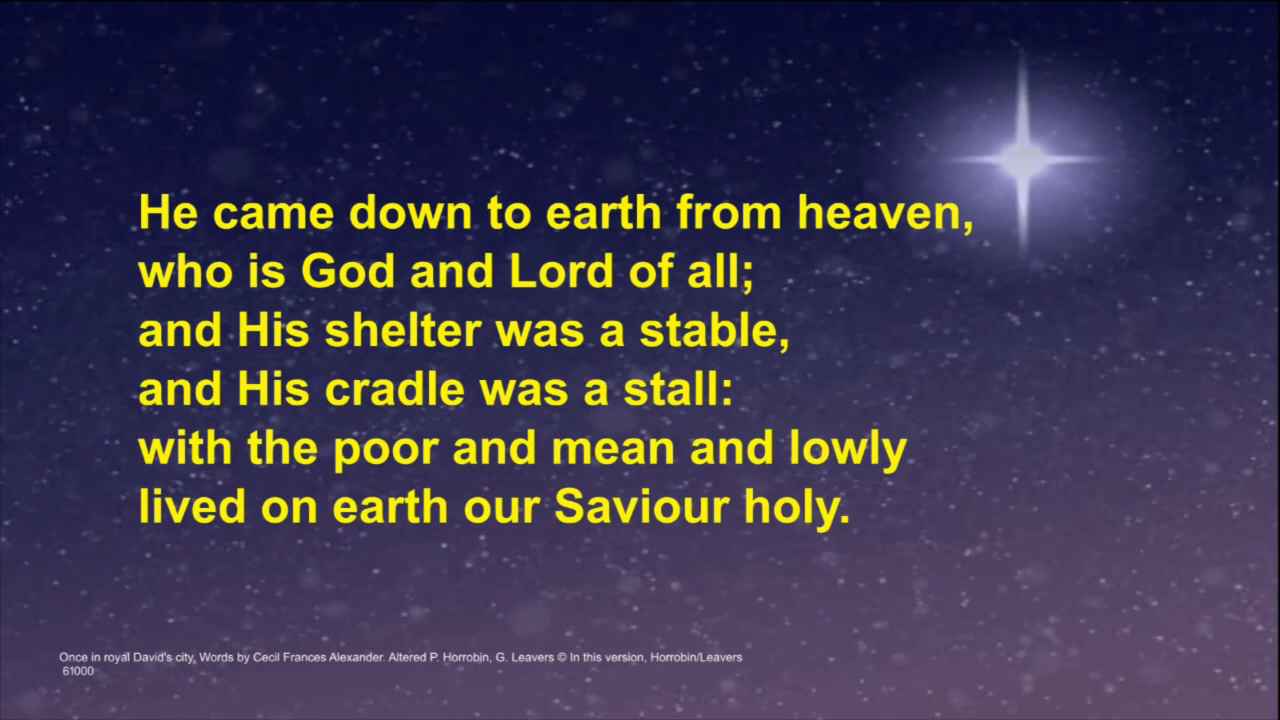 He came down to earth from heaven,
who is God and Lord of all;
and His shelter was a stable,
and His cradle was a stall:
with the poor and mean and lowly
lived on earth our Saviour holy.
Once in royal David's city, Words by Cecil Frances Alexander. Altered P. Horrobin, G. Leavers © In this version, Horrobin/Leavers
61000